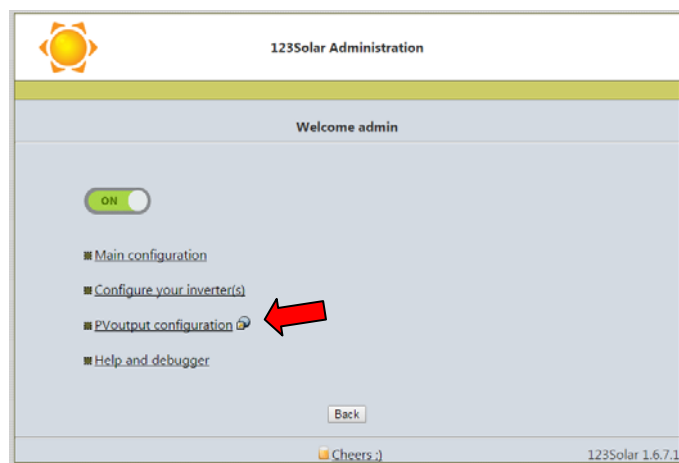 123Solar Administration
Welcome admin
ON
Main configuration
Configure your inverter(s)
PVoutput configuration
Help and debugger
Back
Cheers ;)
123Solar 1.6.7.1